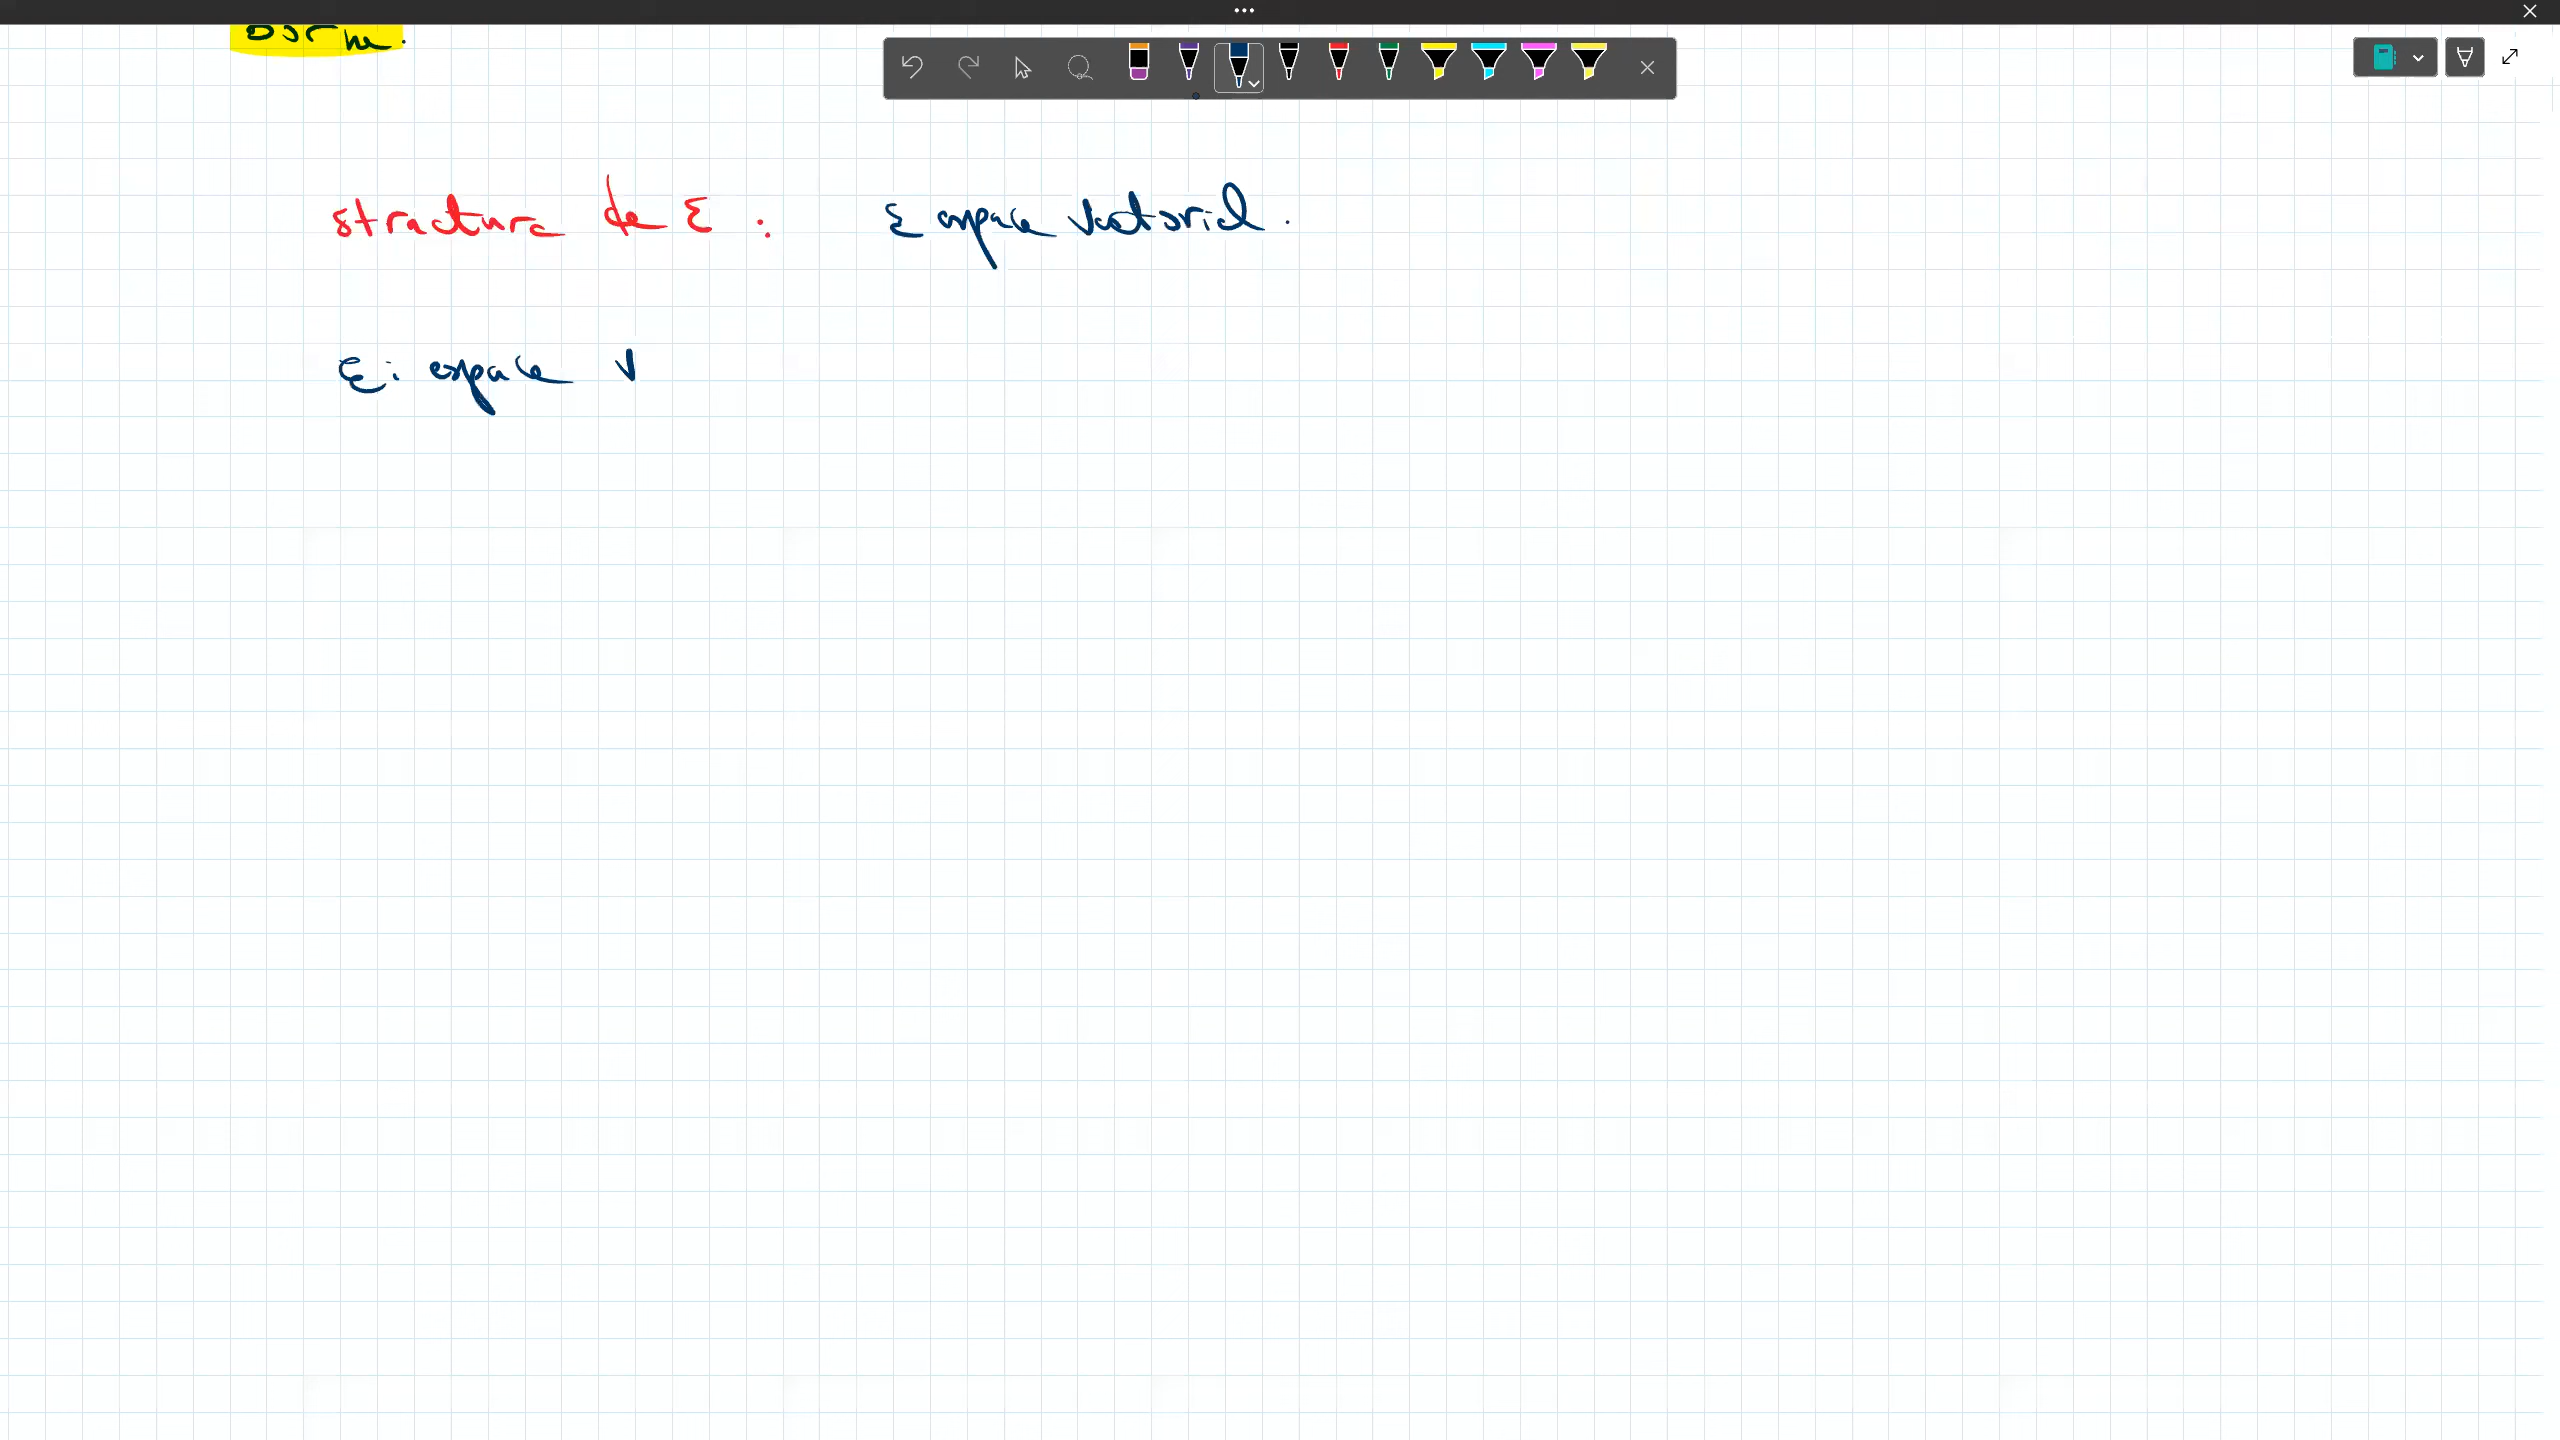 structure de ℰ : ℰ espace vectoriel.
ℰ : espace v